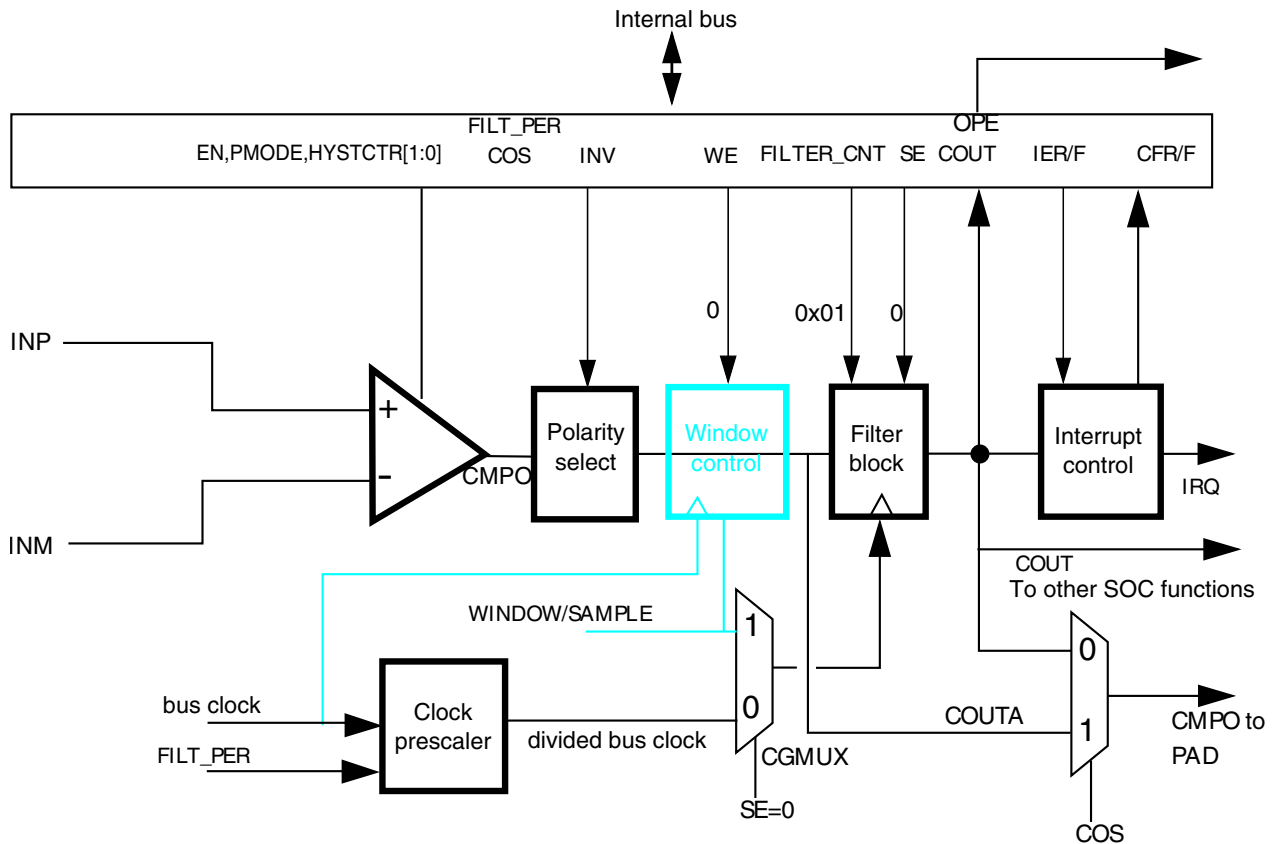 Internal bus
FILT_PER
OPE
EN,PMODE,HYSTCTR[1:0]
COS
INV
WE
FILTER_CNT
SE
COUT
IER/F
CFR/F
0
0x01
0
INP
+
-
INM
CMPO
Polarity
select
Window
control
Filter
block
Interrupt
control
IRQ
COUT
To other SOC functions
WINDOW/SAMPLE
1
0
0
1
bus clock
FILT_PER
Clock
prescaler
divided bus clock
CGMUX
SE=0
COUTA
CMPO to
PAD
COS